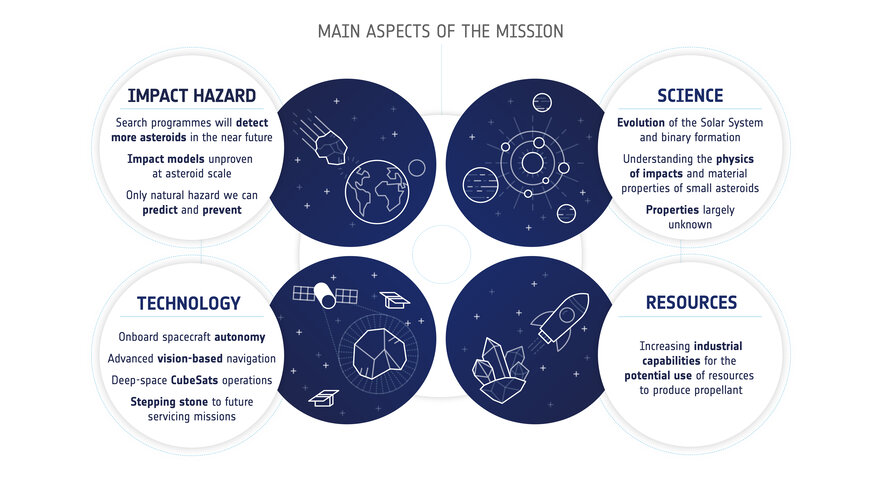 MAIN ASPECTS OF THE MISSION
IMPACT HAZARD
Search programmes will detect
more asteroids in the near future
Impact models unproven
at asteroid scale
Only natural hazard we can
predict and prevent
SCIENCE
Evolution of the Solar System
and binary formation
Understanding the physics
of impacts and material
properties of small asteroids
Properties largely
unknown
TECHNOLOGY
Onboard spacecraft autonomy
Advanced vision-based navigation
Deep-space CubeSats operations
Stepping stone to future
servicing missions
RESOURCES
Increasing industrial
capabilities for the
potential use of resources
to produce propellant